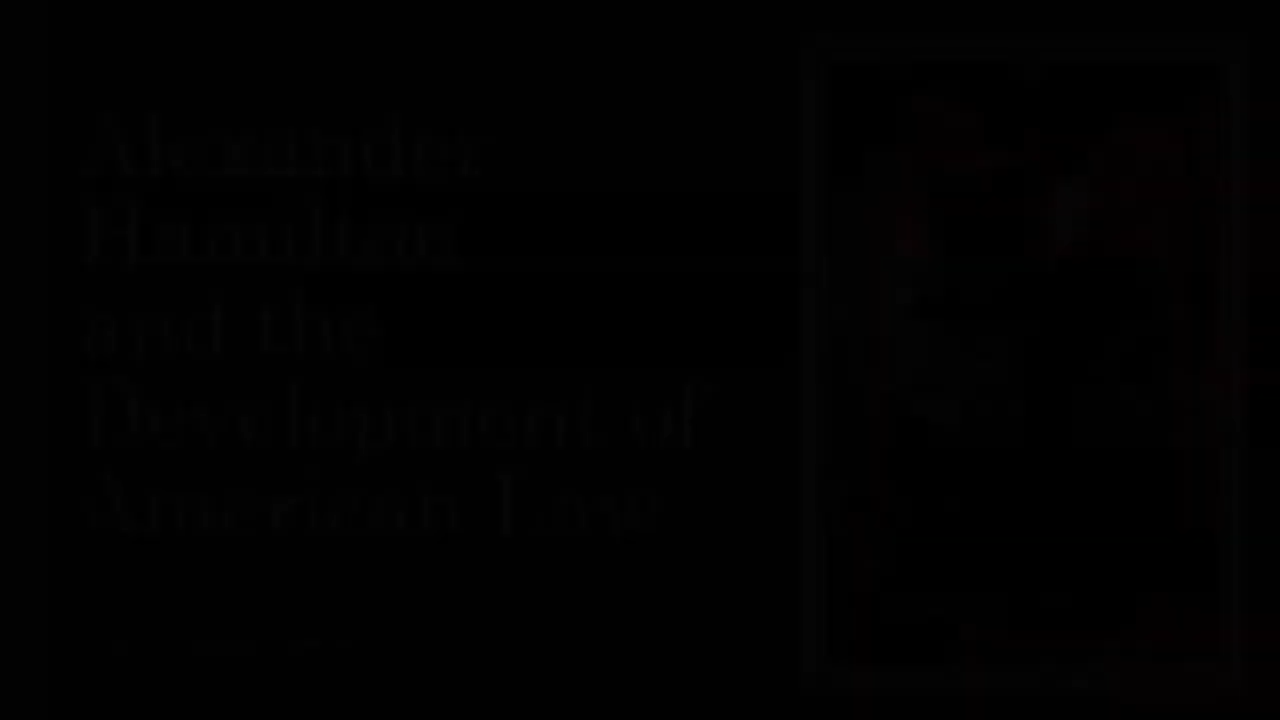 Alexander
Hamilton
and the
Development of
American Law